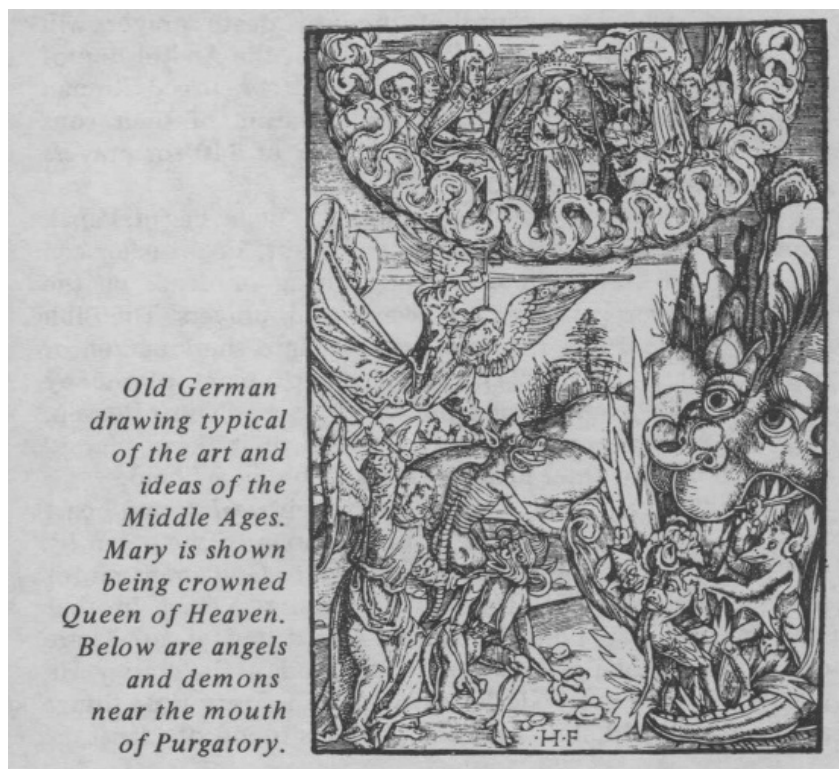 Old German
drawing typical
of the art and
ideas of the
Middle Ages.
Mary is shown
being crowned
Queen of Heaven.
Below are angels
and demons
near the mouth
of Purgatory.
·H·F